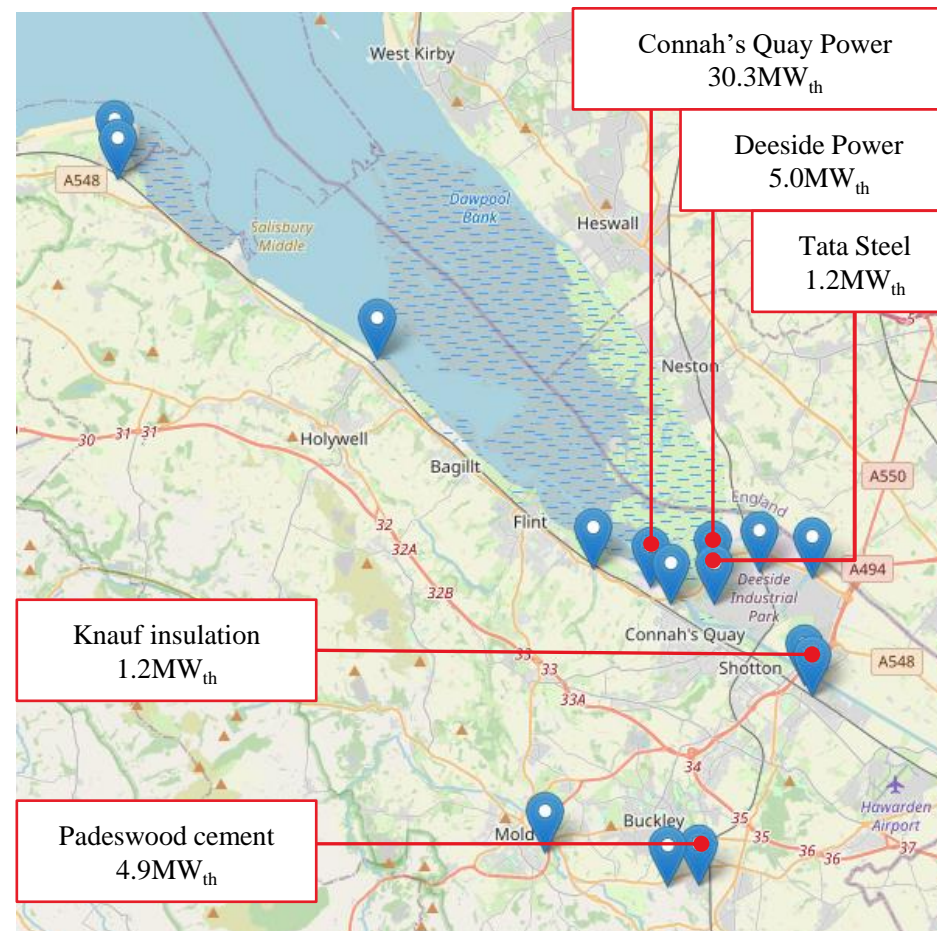 Connah's Quay Power
30.3MWth
West Kirby
Deeside Power
5.0MWth
A548
Dawpool
Bank
Heswall
Salisbury
Middle
Tata Steel
1.2MWth
5
Neston
30
31
31
Holywell
Bagillt
A550
32
England
Flint
32A
A494
Deeside
Industrial
Park
32B
Knauf insulation
1.2MWth
Connah's Quay
33
33
Shotton
A548
33A
34
Padeswood cement
4.9MWth
Mold
Buckley
Hawarden
Airport
35
35
36
36
37